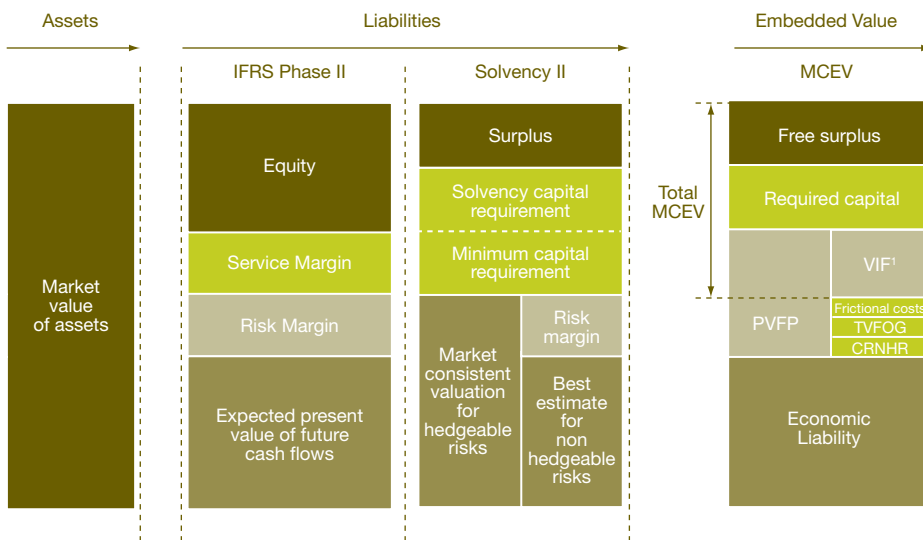 Assets
Liabilities
Embedded Value
IFRS Phase II
Solvency II
MCEV
Market
value
of assets
Equity
Service Margin
Risk Margin
Expected present
value of future
cash flows
Surplus
Solvency capital
requirement
Minimum capital
requirement
Market
consistent
valuation
for
hedgeable
risks
Risk
margin
Best
estimate
for
non
hedgeable
risks
Total
MCEV
Free surplus
Required capital
PVFP
VIF¹
Frictional costs
TVFOG
CRNHR
Economic
Liability